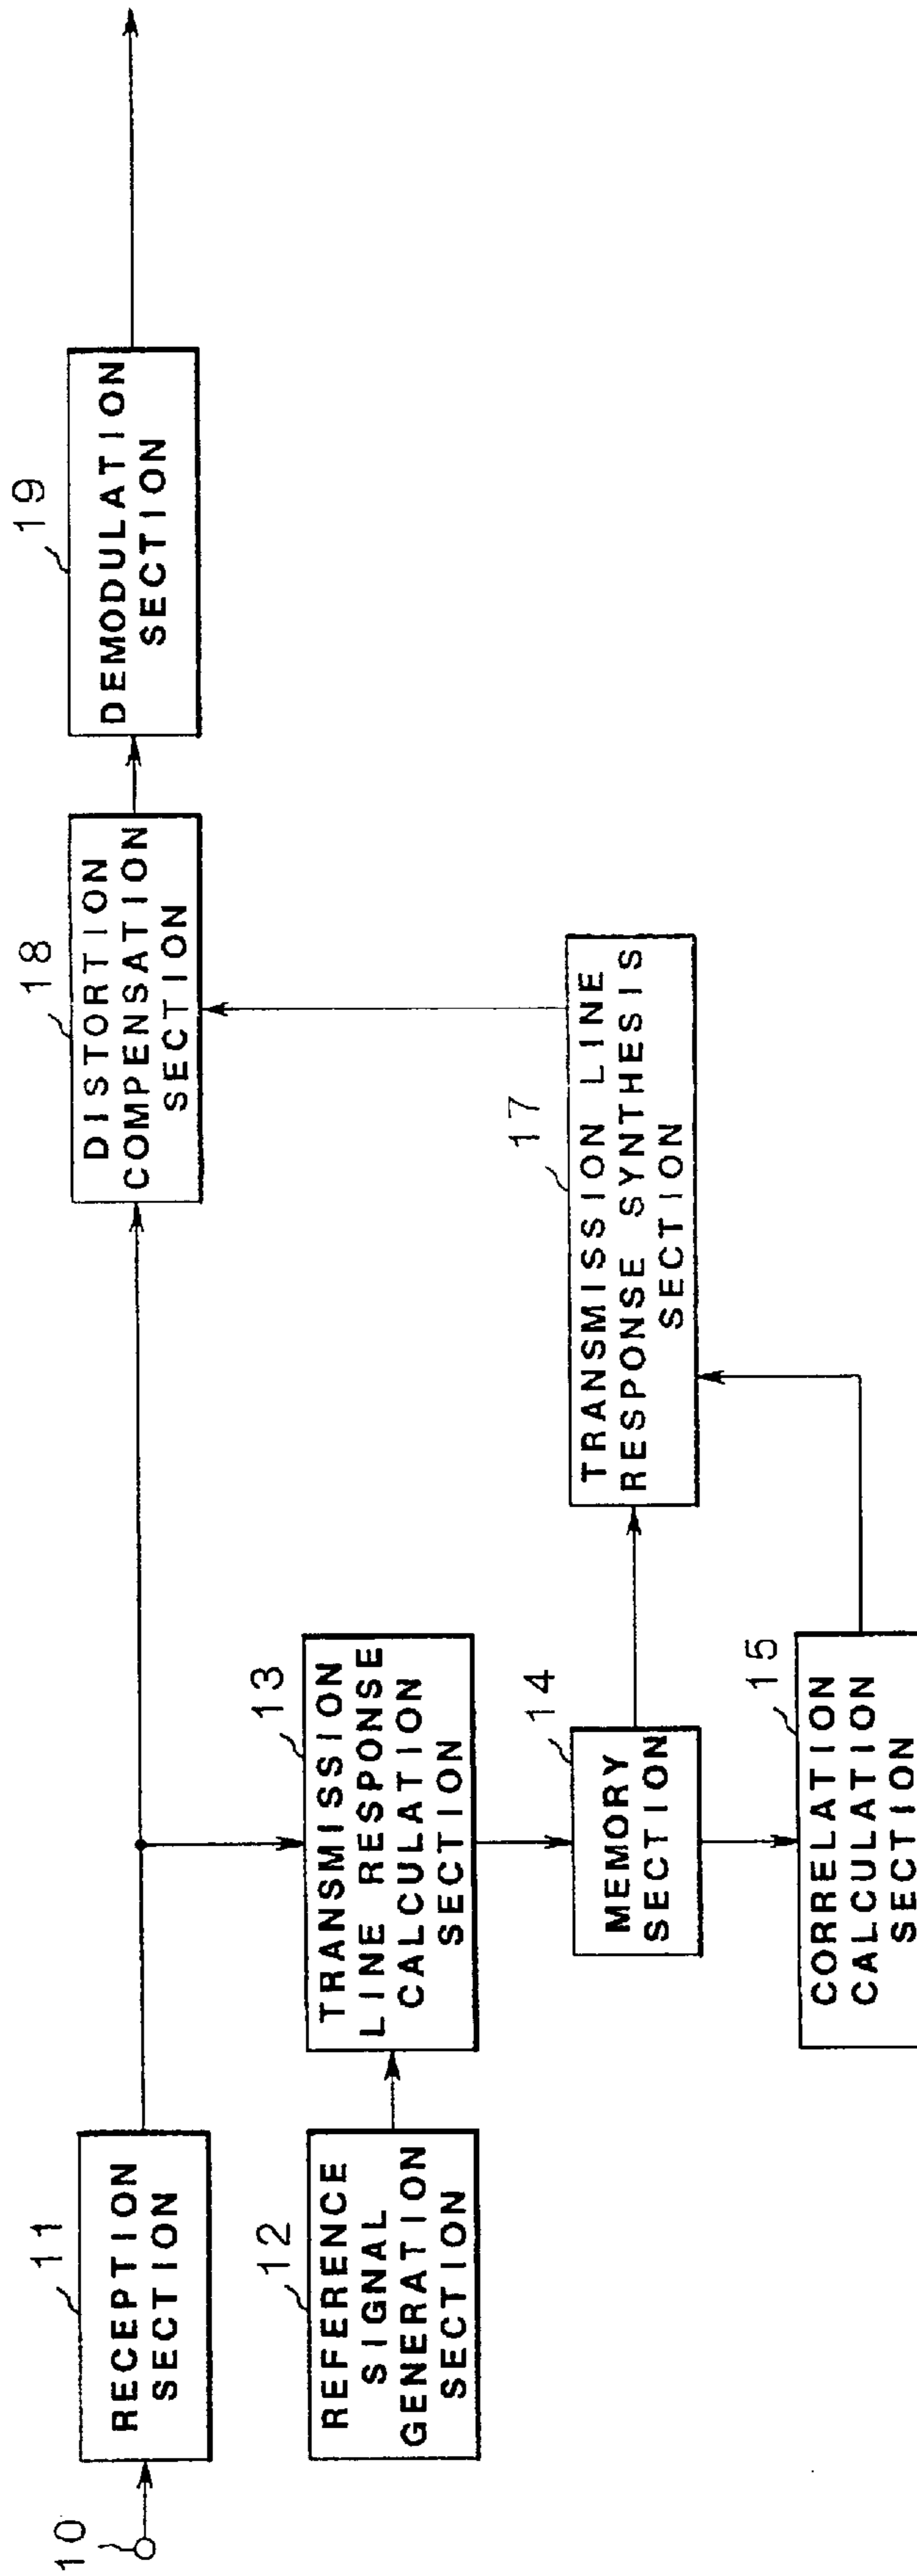 10
11
RECEPTION
SECTION
12
REFERENCE
SIGNAL
GENERATION
SECTION
13
TRANSMISSION
LINE RESPONSE
CALCULATION
SECTION
14
MEMORY
SECTION
15
CORRELATION
CALCULATION
SECTION
17
TRANSMISSION LINE
RESPONSE SYNTHESIS
SECTION
18
DISTORTION
COMPENSATION
SECTION
19
DEMODULATION
SECTION